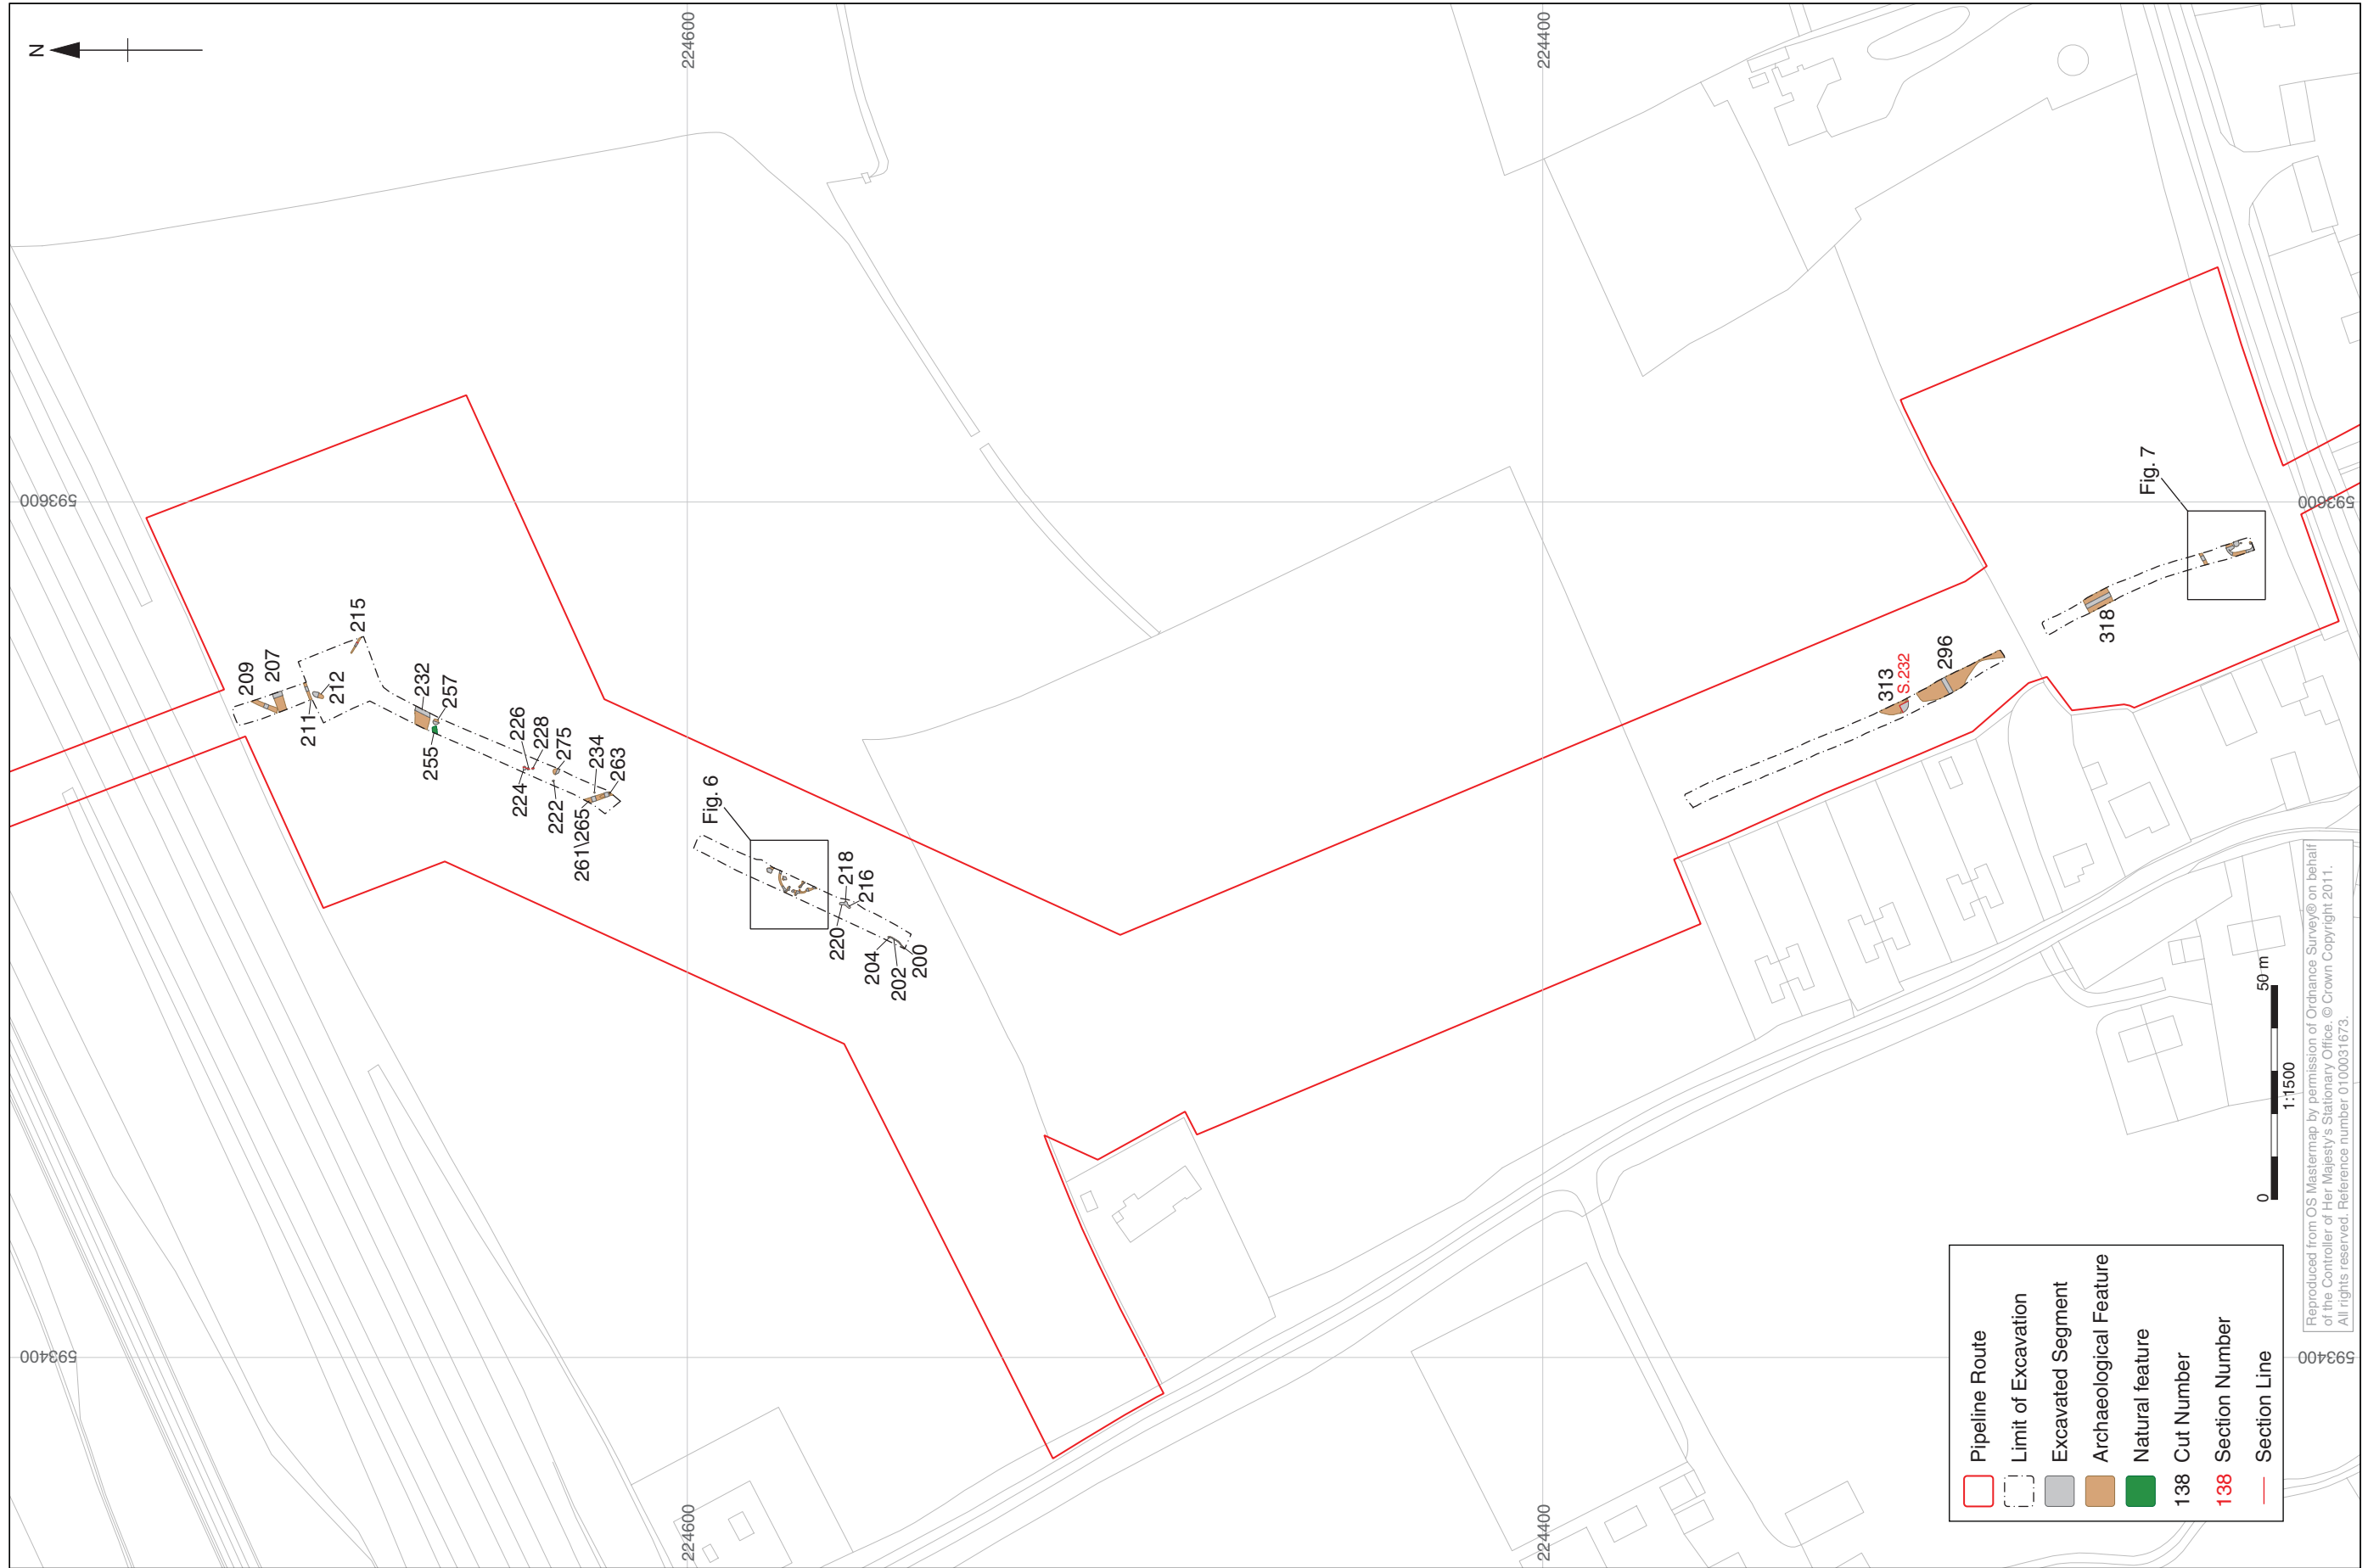 N
593400
593600
224600
224600
224400
224400
593400
593600
209
207
215
211
212
232
257
255
226
228
224
275
222
234
263
261\265
Fig. 6
218
216
220
204
202
200
313
S.232
296
318
Fig. 7
Pipeline Route
Limit of Excavation
Excavated Segment
Archaeological Feature
Natural feature
138 Cut Number
138 Section Number
Section Line
0
50 m
1:1500
Reproduced from OS Mastermap by permission of Ordnance Survey® on behalf
of the Controller of Her Majesty's Stationary Office. © Crown Copyright 2011.
All rights reserved. Reference number 0100031673.